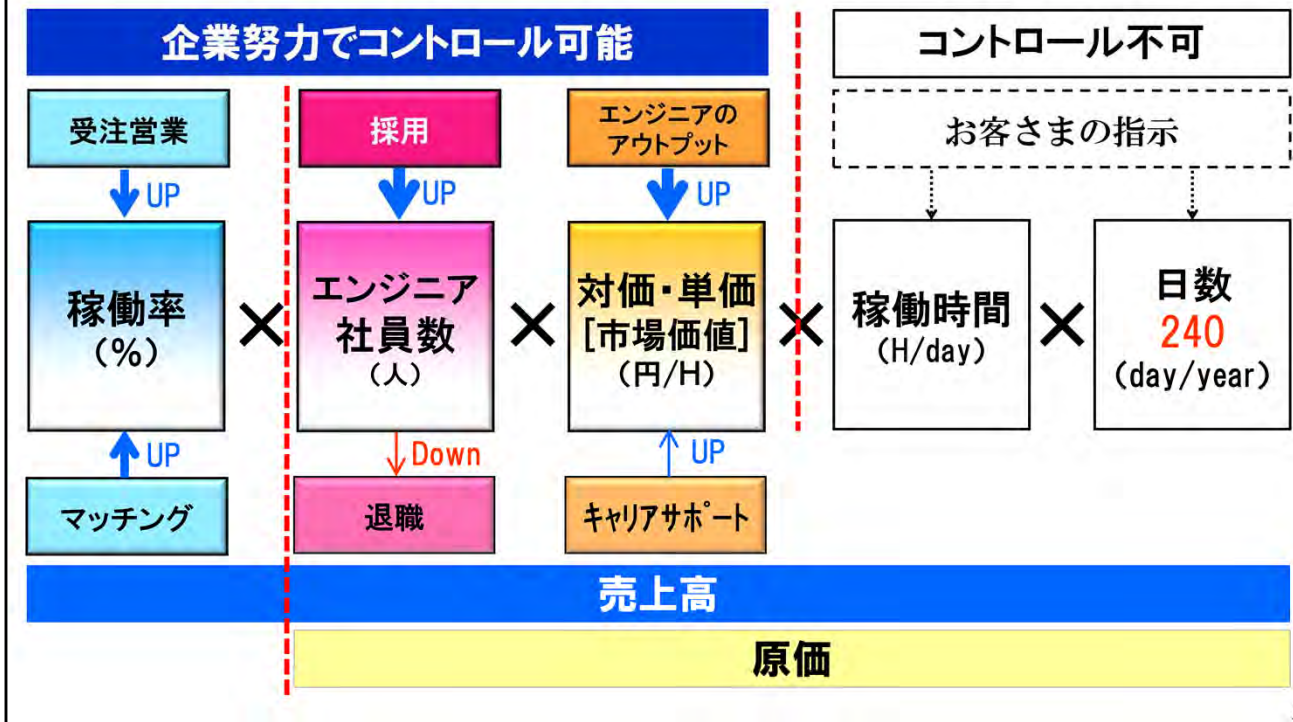 企業努力でコントロール可能
コントロール不可
受注営業
採用
エンジニアの
アウトプット
お客さまの指示
UP
UP
UP
稼働率
(%)
×
エンジニア
社員数
(人)
×
対価・単価
[市場価値]
(円/H)
×
稼働時間
(H/day)
×
日数
240
(day/year)
UP
Down
UP
マッチング
退職
キャリアサポート
売上高
原価